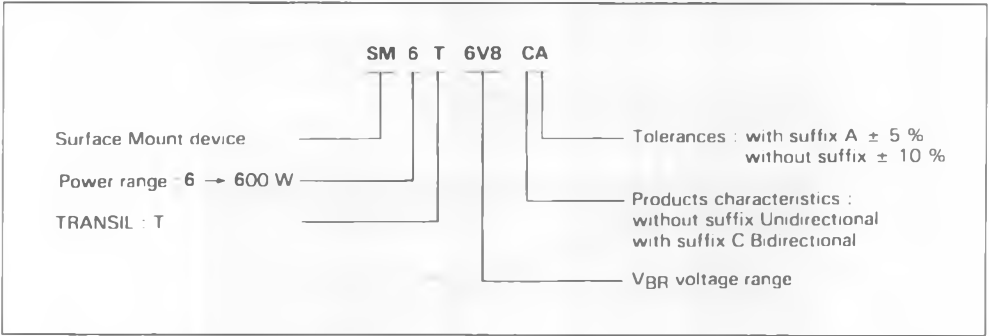 SM 6 T 6V8 CA
Surface Mount device
Power range 6 → 600 W
TRANSIL : T
Tolerances : with suffix A ± 5 %
without suffix ± 10 %
Products characteristics :
without suffix Unidirectional
with suffix C Bidirectional
VBR voltage range